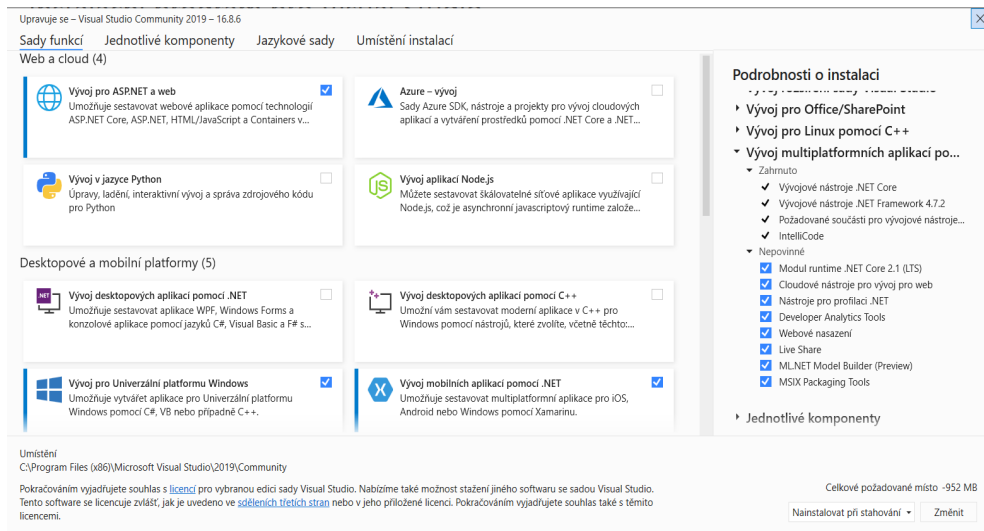 Upravuje se – Visual Studio Community 2019 – 16.8.6
Sady funkcí Jednotlivé komponenty Jazykové sady Umístění instalací
Web a cloud (4)
Vývoj pro ASP.NET a web
Umožňuje sestavovat webové aplikace pomocí technologií
ASP.NET Core, ASP.NET, HTML/JavaScript a Containers v...
Azure – vývoj
Sady Azure SDK, nástroje a projekty pro vývoj cloudových
aplikací a vytváření prostředků pomocí .NET Core a .NET...
Vývoj v jazyce Python
Úpravy, ladění, interaktivní vývoj a správa zdrojového kódu
pro Python
Vývoj aplikací Node.js
Můžete sestavovat škálovatelné síťové aplikace využívající
Node.js, což je asynchronní javascriptový runtime založe...
Desktopové a mobilní platformy (5)
.NET
Vývoj desktopových aplikací pomocí .NET
Umožňuje sestavovat aplikace WPF, Windows Forms a
konzolové aplikace pomocí jazyků C#, Visual Basic a F# s...
Vývoj desktopových aplikací pomocí C++
Umožní vám sestavovat moderní aplikace v C++ pro
Windows pomocí nástrojů, které zvolíte, včetně těchto:...
Vývoj pro Univerzální platformu Windows
Umožňuje vytvářet aplikace pro Univerzální platformu
Windows pomocí C#, VB nebo případně C++.
Vývoj mobilních aplikací pomocí .NET
Umožňuje sestavovat multiplatformní aplikace pro iOS,
Android nebo Windows pomocí Xamarinu.
Podrobnosti o instalaci
Vývoj pro Office/SharePoint
Vývoj pro Linux pomocí C++
Vývoj multiplatformních aplikací po...
Zahrnuto
Vývojové nástroje .NET Core
Vývojové nástroje .NET Framework 4.7.2
Požadované součásti pro vývojové nástroje...
IntelliCode
Nepovinné
Modul runtime .NET Core 2.1 (LTS)
Cloudové nástroje pro vývoj pro web
Nástroje pro profilaci .NET
Developer Analytics Tools
Webové nasazení
Live Share
ML.NET Model Builder (Preview)
MSIX Packaging Tools
Jednotlivé komponenty
Umístění
C:\Program Files (x86)\Microsoft Visual Studio\2019\Community
Pokračováním vyjadřujete souhlas s licencí pro vybranou edici sady Visual Studio. Nabízíme také možnost stažení jiného softwaru se sadou Visual Studio.
Tento software se licencuje zvlášť, jak je uvedeno ve sděleních třetích stran nebo v jeho přiložené licenci. Pokračováním vyjadřujete souhlas také s těmito
licencemi.
Celkové požadované místo -952 MB
Nainstalovat při stahování Změnit